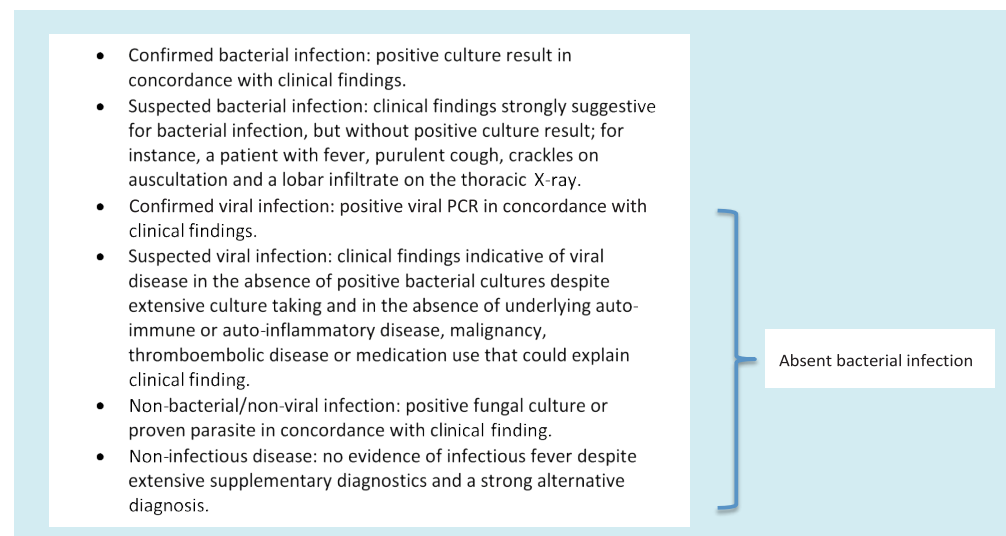 • Confirmed bacterial infection: positive culture result in
concordance with clinical findings.
• Suspected bacterial infection: clinical findings strongly suggestive
for bacterial infection, but without positive culture result; for
instance, a patient with fever, purulent cough, crackles on
auscultation and a lobar infiltrate on the thoracic X-ray.
• Confirmed viral infection: positive viral PCR in concordance with
clinical findings.
• Suspected viral infection: clinical findings indicative of viral
disease in the absence of positive bacterial cultures despite
extensive culture taking and in the absence of underlying auto-
immune or auto-inflammatory disease, malignancy,
thromboembolic disease or medication use that could explain
clinical finding.
• Non-bacterial/non-viral infection: positive fungal culture or
proven parasite in concordance with clinical finding.
• Non-infectious disease: no evidence of infectious fever despite
extensive supplementary diagnostics and a strong alternative
diagnosis.
Absent bacterial infection